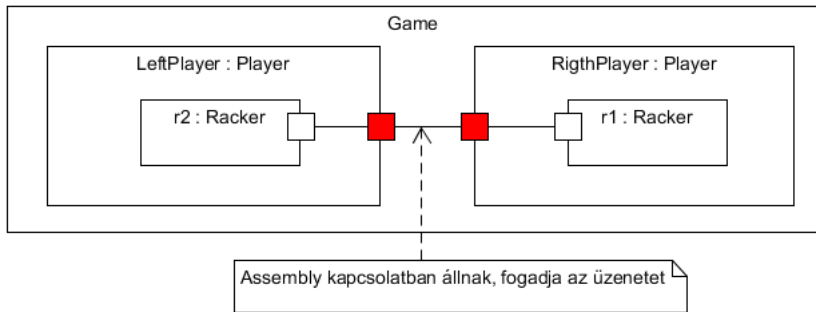 Game
LeftPlayer : Player
RigthPlayer : Player
r2 : Racker
r1 : Racker
Assembly kapcsolatban állnak, fogadja az üzenetet